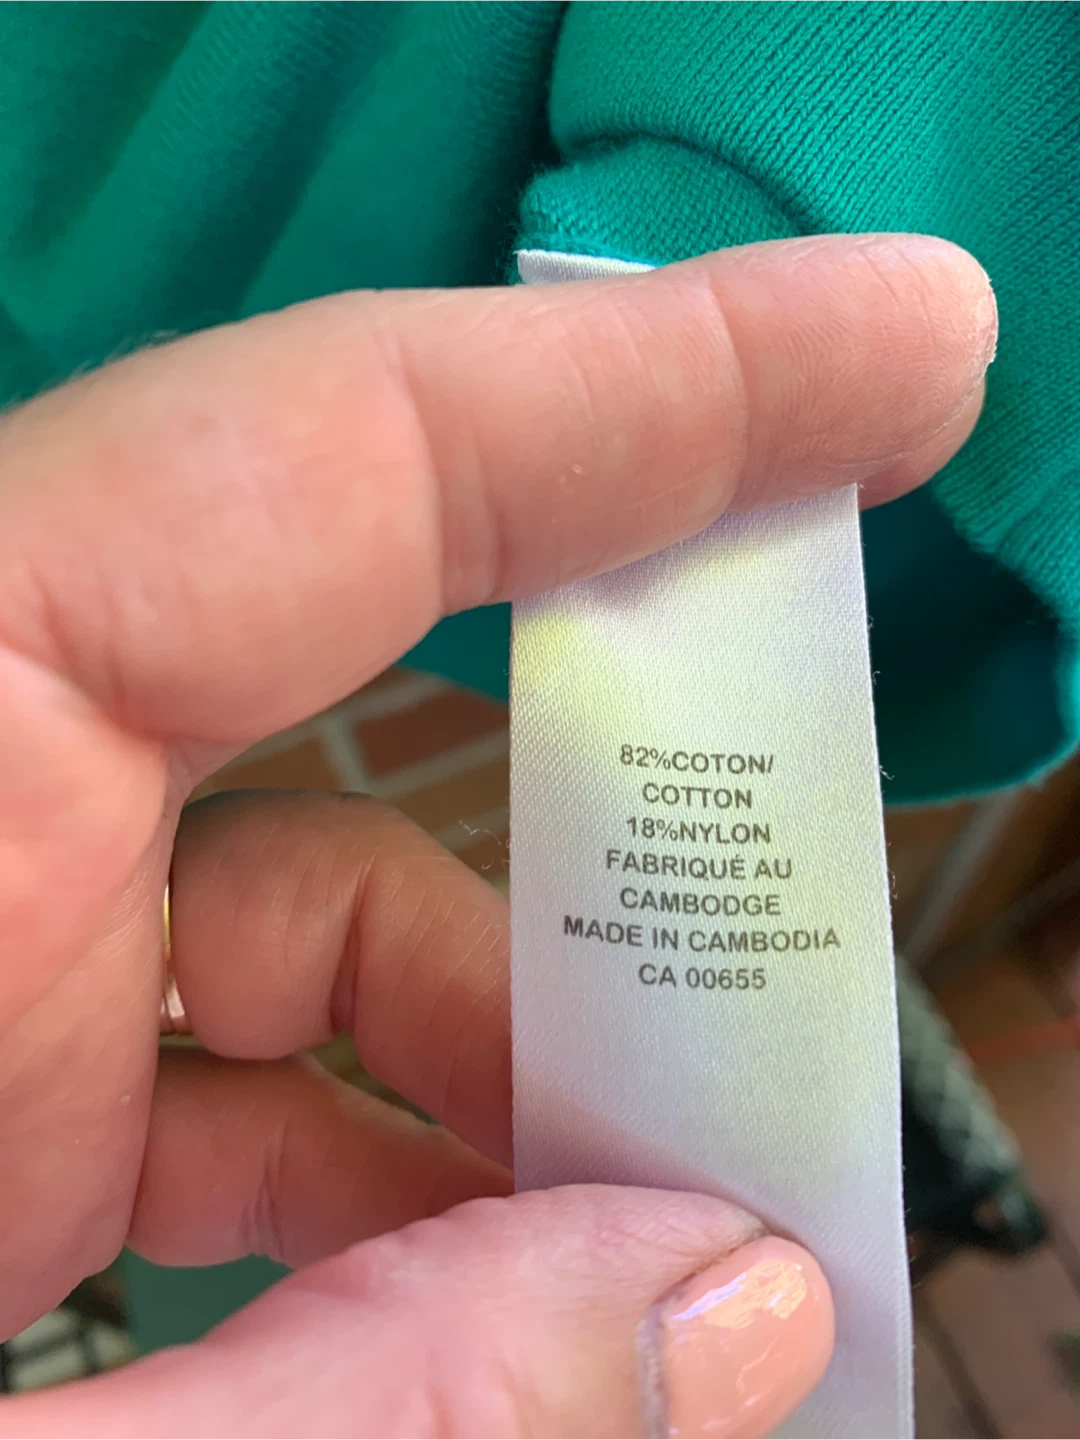 82%COTON/
COTTON
18%NYLON
FABRIQUÉ AU
CAMBODGE
MADE IN CAMBODIA
CA 00655